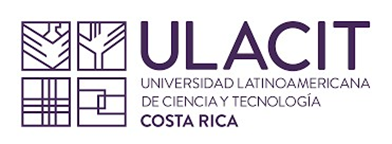 ULACIT
UNIVERSIDAD LATINOAMERICANA
DE CIENCIA Y TECNOLOGÍA
COSTA RICA